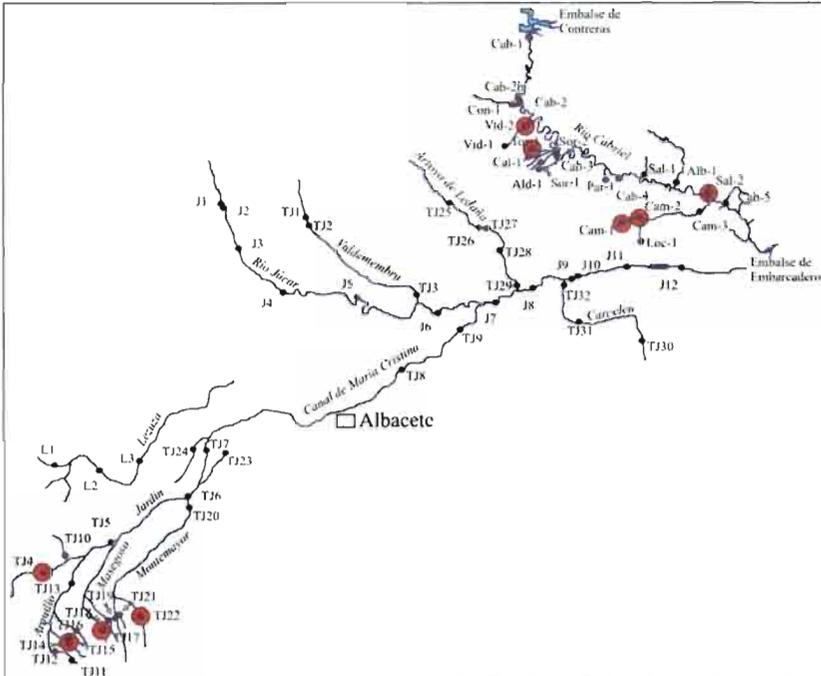 Embalse de
Contreras
Cab-1
Cab-2b
Cab-2
Con-1
Vid-2
Vid-1
Río Cabriel
Sor-2
Cal-1
Cab-3
Ald-1
Sor-1
Par-1
Sal-1
Alb-1
Sal-2
Cab-4
Cab-5
Cam-2
Cam-3
Cam-
Loc-1
Embalse de
Embarcadero
Arroyo de Ledaña
TJ25
TJ26
TJ27
TJ28
TJ29
J1
J2
J3
J4
Río Júcar
J5
TJ1
TJ2
Valdemembra
TJ3
J6
J7
J8
J9
J10
J11
J12
TJ32
Carcelen
TJ31
TJ30
TJ9
TJ8
Canal de Maria Cristina
Albacete
Lezuza
L1
L2
L3
TJ24
TJ7
TJ23
TJ6
TJ20
Jardín
TJ5
TJ10
TJ4
TJ13
Masegoso
Montemayor
Arquillo
TJ19
TJ21
TJ22
TJ18
TJ16
TJ17
TJ14
TJ15
TJ12
TJ11